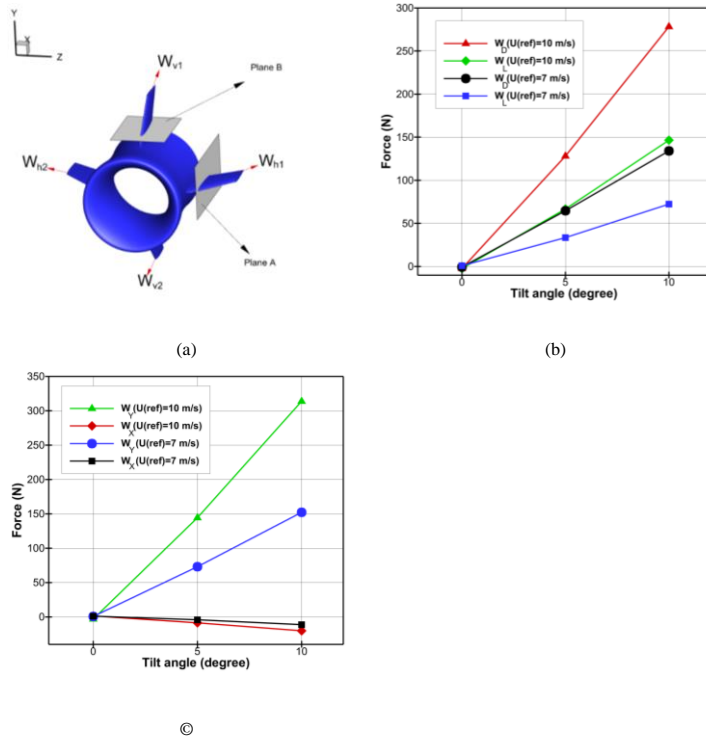 Y
X
Z
Wv1
Plane B
Wh2
Wh1
Plane A
Wv2
(a)
300
250
200
150
100
50
0
Force (N)
WD(U(ref)=10 m/s)
WL(U(ref)=10 m/s)
WD(U(ref)=7 m/s)
WL(U(ref)=7 m/s)
0 5 10
Tilt angle (degree)
(b)
350
300
250
200
150
100
50
0
Force (N)
WY(U(ref)=10 m/s)
WX(U(ref)=10 m/s)
WY(U(ref)=7 m/s)
WX(U(ref)=7 m/s)
0 5 10
Tilt angle (degree)
©